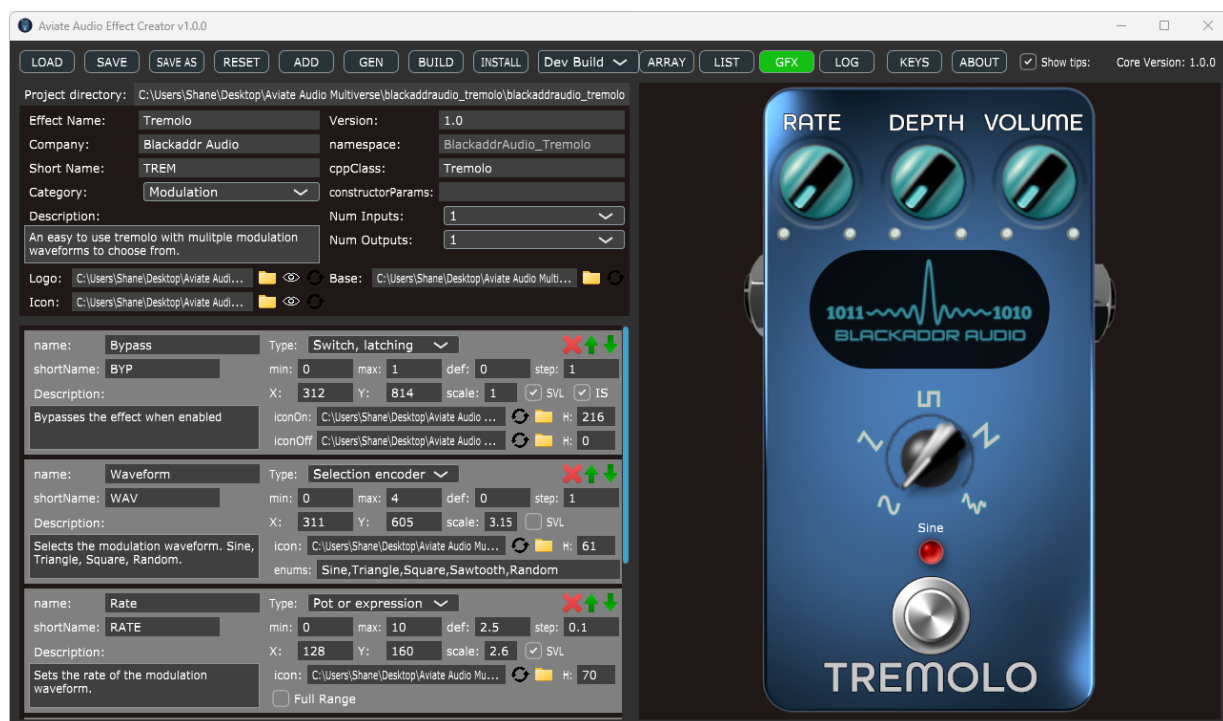 Aviate Audio Effect Creator v1.0.0
LOAD SAVE SAVE AS RESET ADD GEN BUILD INSTALL Dev Build ARRAY LIST GFX LOG KEYS ABOUT Show tips: Core Version: 1.0.0
Project directory: C:\Users\Shane\Desktop\Aviate Audio Multiverse\blackaddraudio_tremolo\blackaddraudio_tremolo
Effect Name: Tremolo Version: 1.0
Company: Blackaddr Audio namespace: BlackaddrAudio_Tremolo
Short Name: TREM cppClass: Tremolo
Category: Modulation constructorParams:
Description: Num Inputs: 1
An easy to use tremolo with mulitple modulation
waveforms to choose from.
Num Outputs: 1
Logo: C:\Users\Shane\Desktop\Aviate Audi... Base: C:\Users\Shane\Desktop\Aviate Audio Multi...
Icon: C:\Users\Shane\Desktop\Aviate Audi...
name: Bypass Type: Switch, latching
shortName: BYP min: 0 max: 1 def: 0 step: 1
Description: X: 312 Y: 814 scale: 1 SVL IS
Bypasses the effect when enabled iconOn: C:\Users\Shane\Desktop\Aviate Audio ... H: 216
iconOff C:\Users\Shane\Desktop\Aviate Audio ... H: 0
name: Waveform Type: Selection encoder
shortName: WAV min: 0 max: 4 def: 0 step: 1
Description: X: 311 Y: 605 scale: 3.15 SVL
Selects the modulation waveform. Sine,
Triangle, Square, Random.
icon: C:\Users\Shane\Desktop\Aviate Audio Mu... H: 61
enums: Sine,Triangle,Square,Sawtooth,Random
name: Rate Type: Pot or expression
shortName: RATE min: 0 max: 10 def: 2.5 step: 0.1
Description: X: 128 Y: 160 scale: 2.6 SVL
Sets the rate of the modulation
waveform.
icon: C:\Users\Shane\Desktop\Aviate Audio Mu... H: 70
Full Range
RATE DEPTH VOLUME
1011 1010
BLACKADDR AUDIO
Sine
TREMOLO